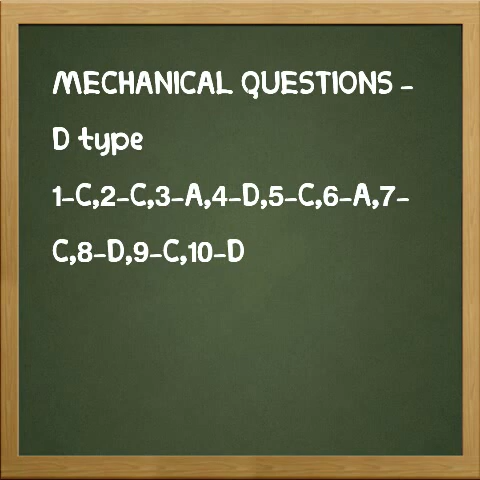 MECHANICAL QUESTIONS -
D type
1-C,2-C,3-A,4-D,5-C,6-A,7-
C,8-D,9-C,10-D